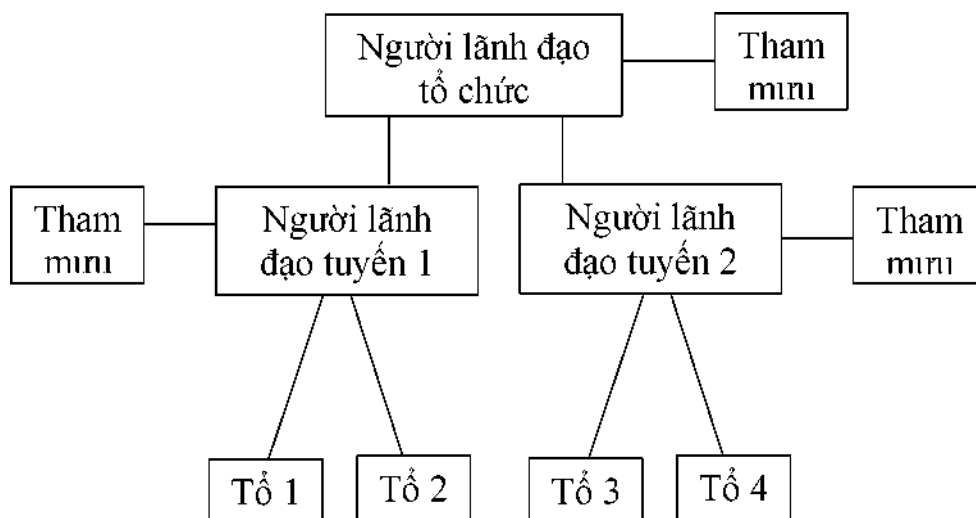 Người lãnh đạo
tổ chức
Tham
mưu
Tham
mưu
Người lãnh
đạo tuyến 1
Người lãnh
đạo tuyến 2
Tham
mưu
Tổ 1
Tổ 2
Tổ 3
Tổ 4